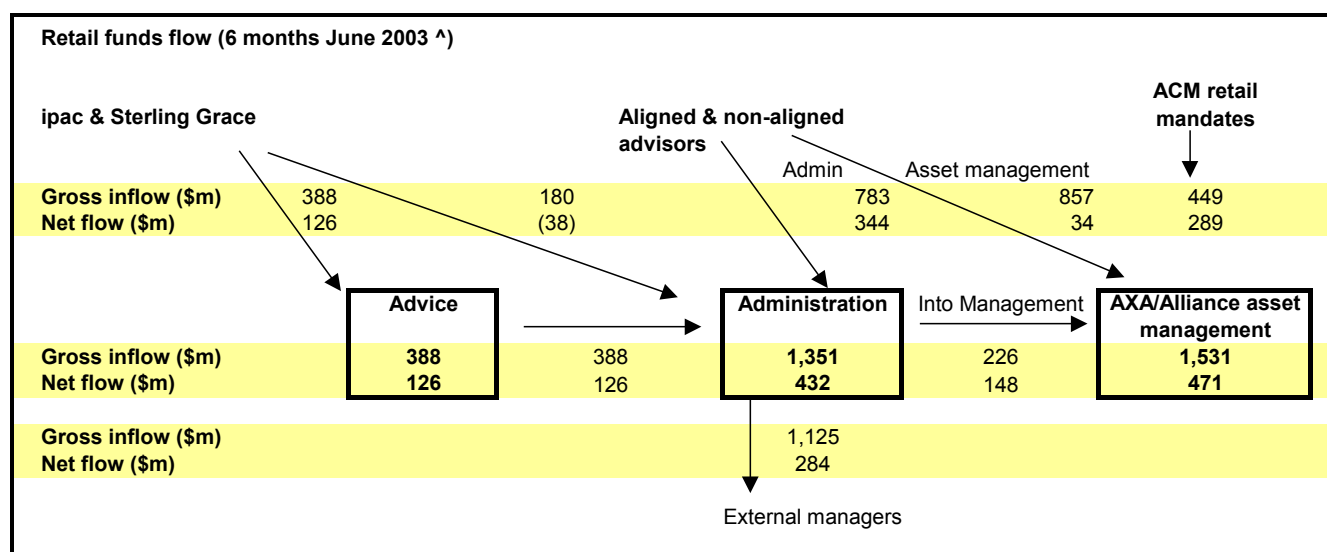 Retail funds flow (6 months June 2003 ^)
ACM retail
mandates
ipac & Sterling Grace
Aligned & non-aligned
advisors
Admin Asset management
Gross inflow ($m) 388 180 783 857 449
Net flow ($m) 126 (38) 344 34 289
Advice Administration Into Management AXA/Alliance asset
management
Gross inflow ($m) 388 388 1,351 226 1,531
Net flow ($m) 126 126 432 148 471
Gross inflow ($m) 1,125
Net flow ($m) 284
External managers